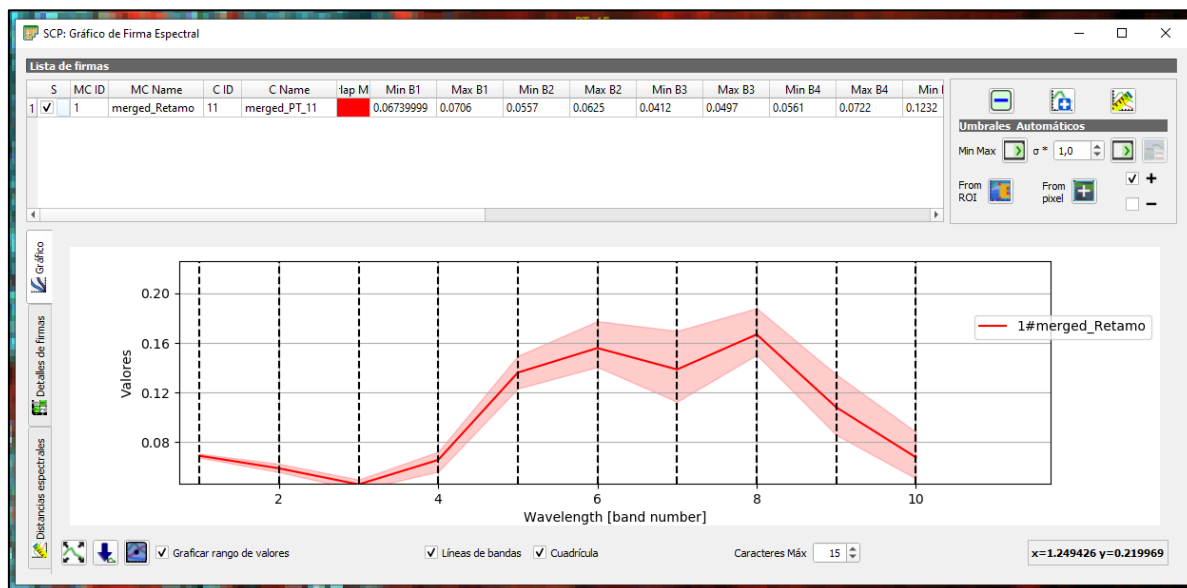 SCP: Gráfico de Firma Espectral
Lista de firmas
S MC ID MC Name C ID C Name lap M Min B1 Max B1 Min B2 Max B2 Min B3 Max B3 Min B4 Max B4 Min
1 1 merged_Retamo 11 merged_PT_11 0.06739999 0.0706 0.0557 0.0625 0.0412 0.0497 0.0561 0.0722 0.1232
Umbrales Automáticos
Min Max σ * 1,0
From ROI
From pixel
+
−
Gráfico
Detalles de firmas
Distancias espectrales
0.20
0.16
0.12
0.08
Valores
2 4 6 8 10
Wavelength [band number]
1#merged_Retamo
Graficar rango de valores Líneas de bandas Cuadrícula Caracteres Máx 15
x=1.249426 y=0.219969